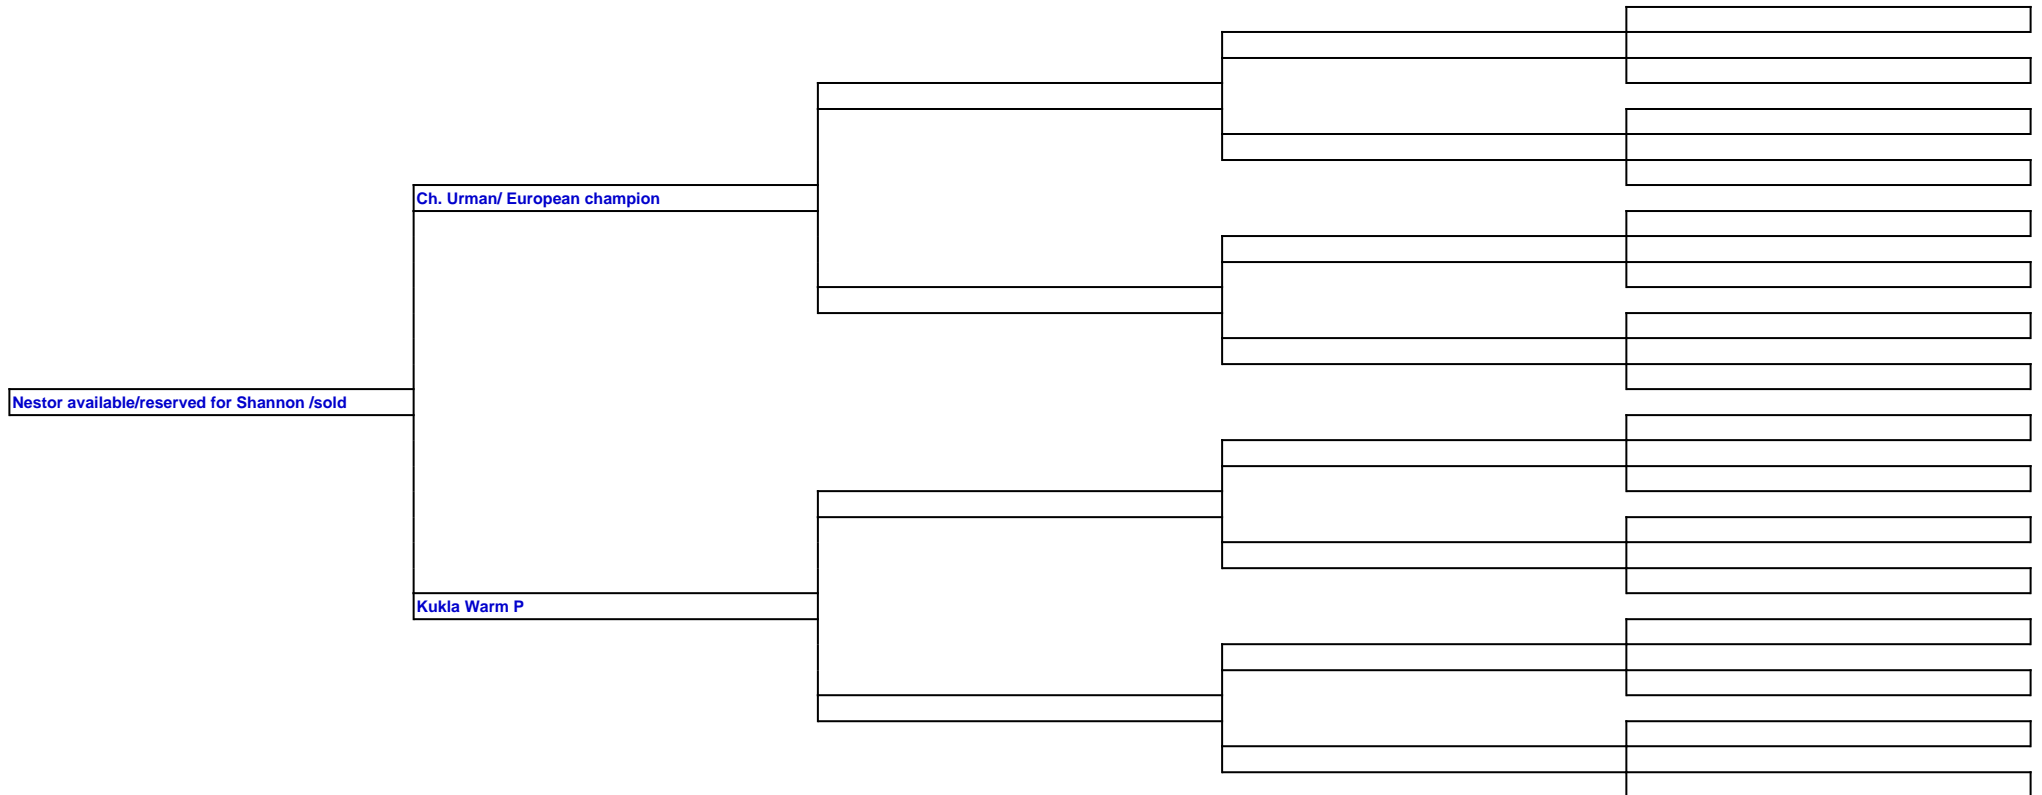 Ch. Urman/ European champion
Nestor available/reserved for Shannon /sold
Kukla Warm P